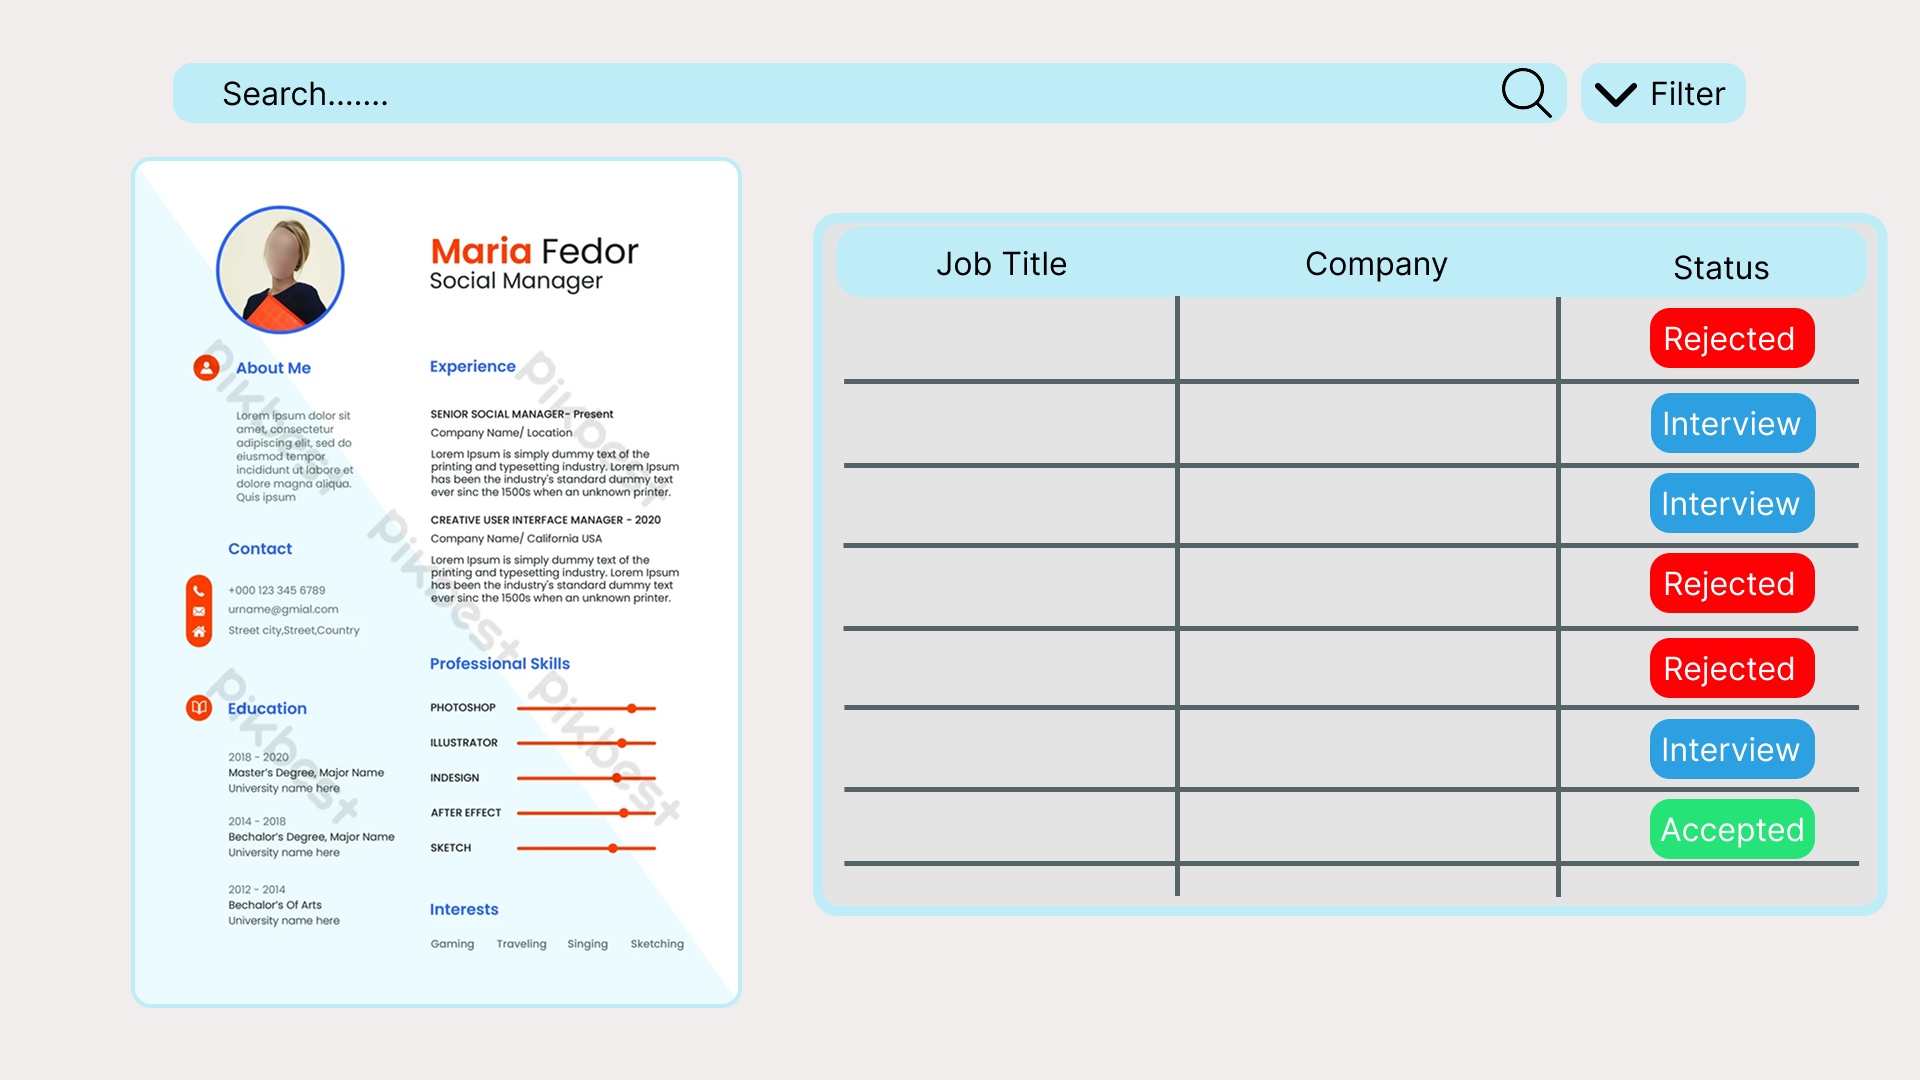 Search.......
Filter
Maria Fedor
Social Manager
About Me
Lorem ipsum dolor sit
amet, consectetur
adipiscing elit, sed do
eiusmod tempor
incididunt ut labore et
dolore magna aliqua.
Quis ipsum
Contact
+000 123 345 6789
urname@gmial.com
Street city,Street,Country
Education
2018 - 2020
Master's Degree, Major Name
University name here
2014 - 2018
Bechalor's Degree, Major Name
University name here
2012 - 2014
Bechalor's Of Arts
University name here
Experience
SENIOR SOCIAL MANAGER- Present
Company Name/ Location
Lorem Ipsum is simply dummy text of the
printing and typesetting industry. Lorem Ipsum
has been the industry's standard dummy text
ever sinc the 1500s when an unknown printer.
CREATIVE USER INTERFACE MANAGER - 2020
Company Name/ California USA
Lorem Ipsum is simply dummy text of the
printing and typesetting industry. Lorem Ipsum
has been the industry's standard dummy text
ever sinc the 1500s when an unknown printer.
Professional Skills
PHOTOSHOP
ILLUSTRATOR
INDESIGN
AFTER EFFECT
SKETCH
Interests
Gaming Traveling Singing Sketching
pikbest
pikbest
pikbest
pikbest
pikbest
Job Title Company Status
Rejected
Interview
Interview
Rejected
Rejected
Interview
Accepted